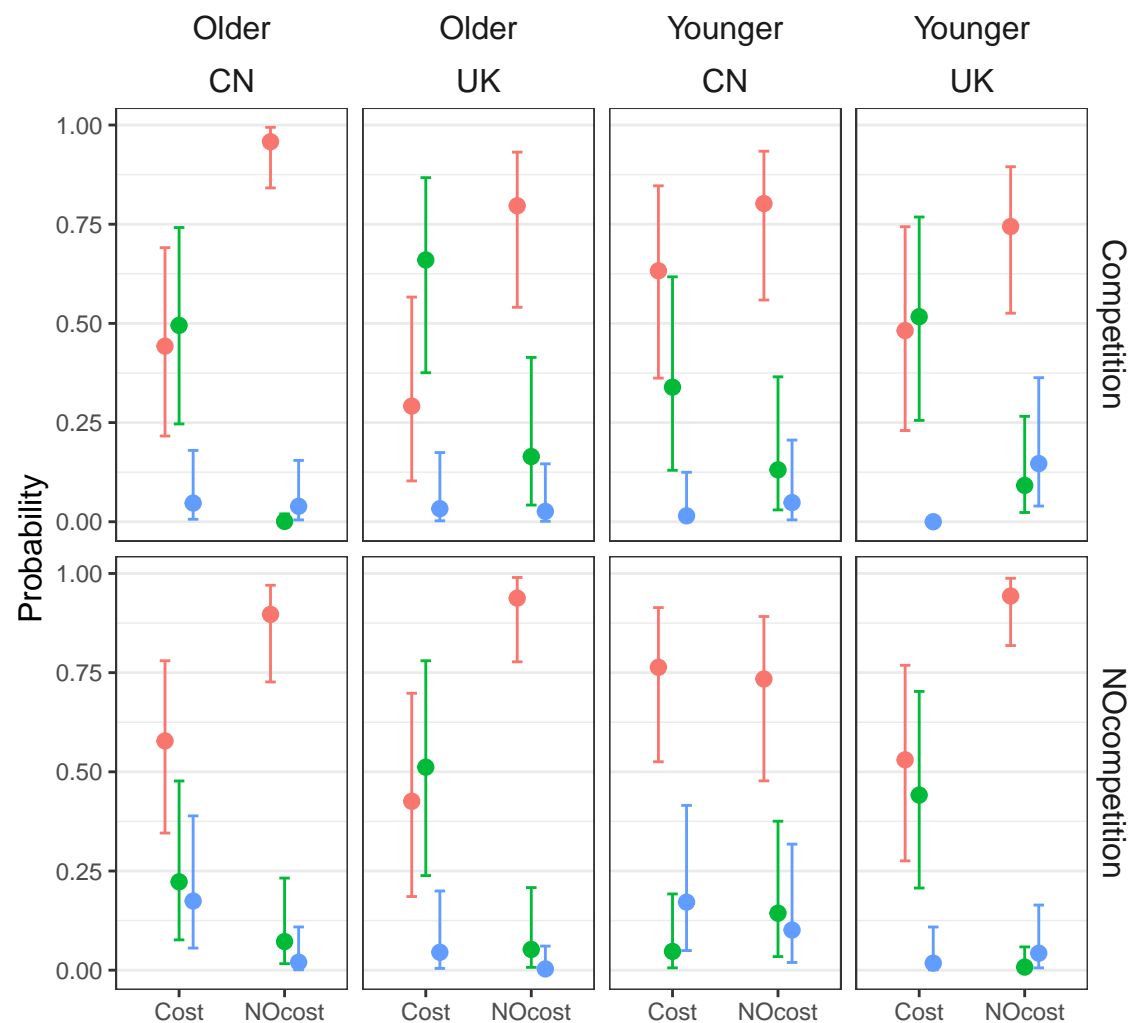 Older Older Younger Younger
CN UK CN UK
1.00
0.75
0.50
0.25
0.00
Competition
Probability
1.00
0.75
0.50
0.25
0.00
NOcompetition
Cost NOcost Cost NOcost Cost NOcost Cost NOcost